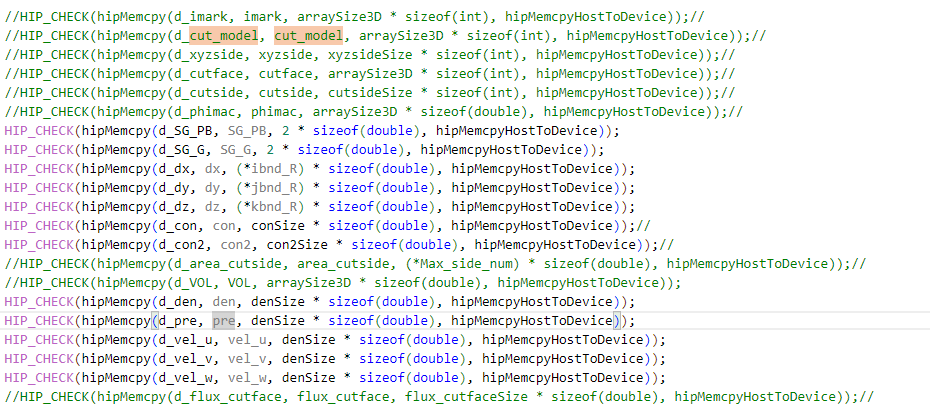 //HIP_CHECK(hipMemcpy(d_imark, imark, arraySize3D * sizeof(int), hipMemcpyHostToDevice));//
//HIP_CHECK(hipMemcpy(d_cut_model, cut_model, arraySize3D * sizeof(int), hipMemcpyHostToDevice));//
//HIP_CHECK(hipMemcpy(d_xyzside, xyzside, xyzsideSize * sizeof(int), hipMemcpyHostToDevice));//
//HIP_CHECK(hipMemcpy(d_cutface, cutface, arraySize3D * sizeof(int), hipMemcpyHostToDevice));//
//HIP_CHECK(hipMemcpy(d_cutside, cutside, cutsideSize * sizeof(int), hipMemcpyHostToDevice));//
//HIP_CHECK(hipMemcpy(d_phimac, phimac, arraySize3D * sizeof(double), hipMemcpyHostToDevice));//
HIP_CHECK(hipMemcpy(d_SG_PB, SG_PB, 2 * sizeof(double), hipMemcpyHostToDevice));
HIP_CHECK(hipMemcpy(d_SG_G, SG_G, 2 * sizeof(double), hipMemcpyHostToDevice));
HIP_CHECK(hipMemcpy(d_dx, dx, (*ibnd_R) * sizeof(double), hipMemcpyHostToDevice));
HIP_CHECK(hipMemcpy(d_dy, dy, (*jbnd_R) * sizeof(double), hipMemcpyHostToDevice));
HIP_CHECK(hipMemcpy(d_dz, dz, (*kbnd_R) * sizeof(double), hipMemcpyHostToDevice));
HIP_CHECK(hipMemcpy(d_con, con, conSize * sizeof(double), hipMemcpyHostToDevice));//
HIP_CHECK(hipMemcpy(d_con2, con2, con2Size * sizeof(double), hipMemcpyHostToDevice));//
//HIP_CHECK(hipMemcpy(d_area_cutside, area_cutside, (*Max_side_num) * sizeof(double), hipMemcpyHostToDevice));//
//HIP_CHECK(hipMemcpy(d_VOL, VOL, arraySize3D * sizeof(double), hipMemcpyHostToDevice));
HIP_CHECK(hipMemcpy(d_den, den, denSize * sizeof(double), hipMemcpyHostToDevice));
HIP_CHECK(hipMemcpy(d_pre, pre, denSize * sizeof(double), hipMemcpyHostToDevice));
HIP_CHECK(hipMemcpy(d_vel_u, vel_u, denSize * sizeof(double), hipMemcpyHostToDevice));
HIP_CHECK(hipMemcpy(d_vel_v, vel_v, denSize * sizeof(double), hipMemcpyHostToDevice));
HIP_CHECK(hipMemcpy(d_vel_w, vel_w, denSize * sizeof(double), hipMemcpyHostToDevice));
//HIP_CHECK(hipMemcpy(d_flux_cutface, flux_cutface, flux_cutfaceSize * sizeof(double), hipMemcpyHostToDevice));//